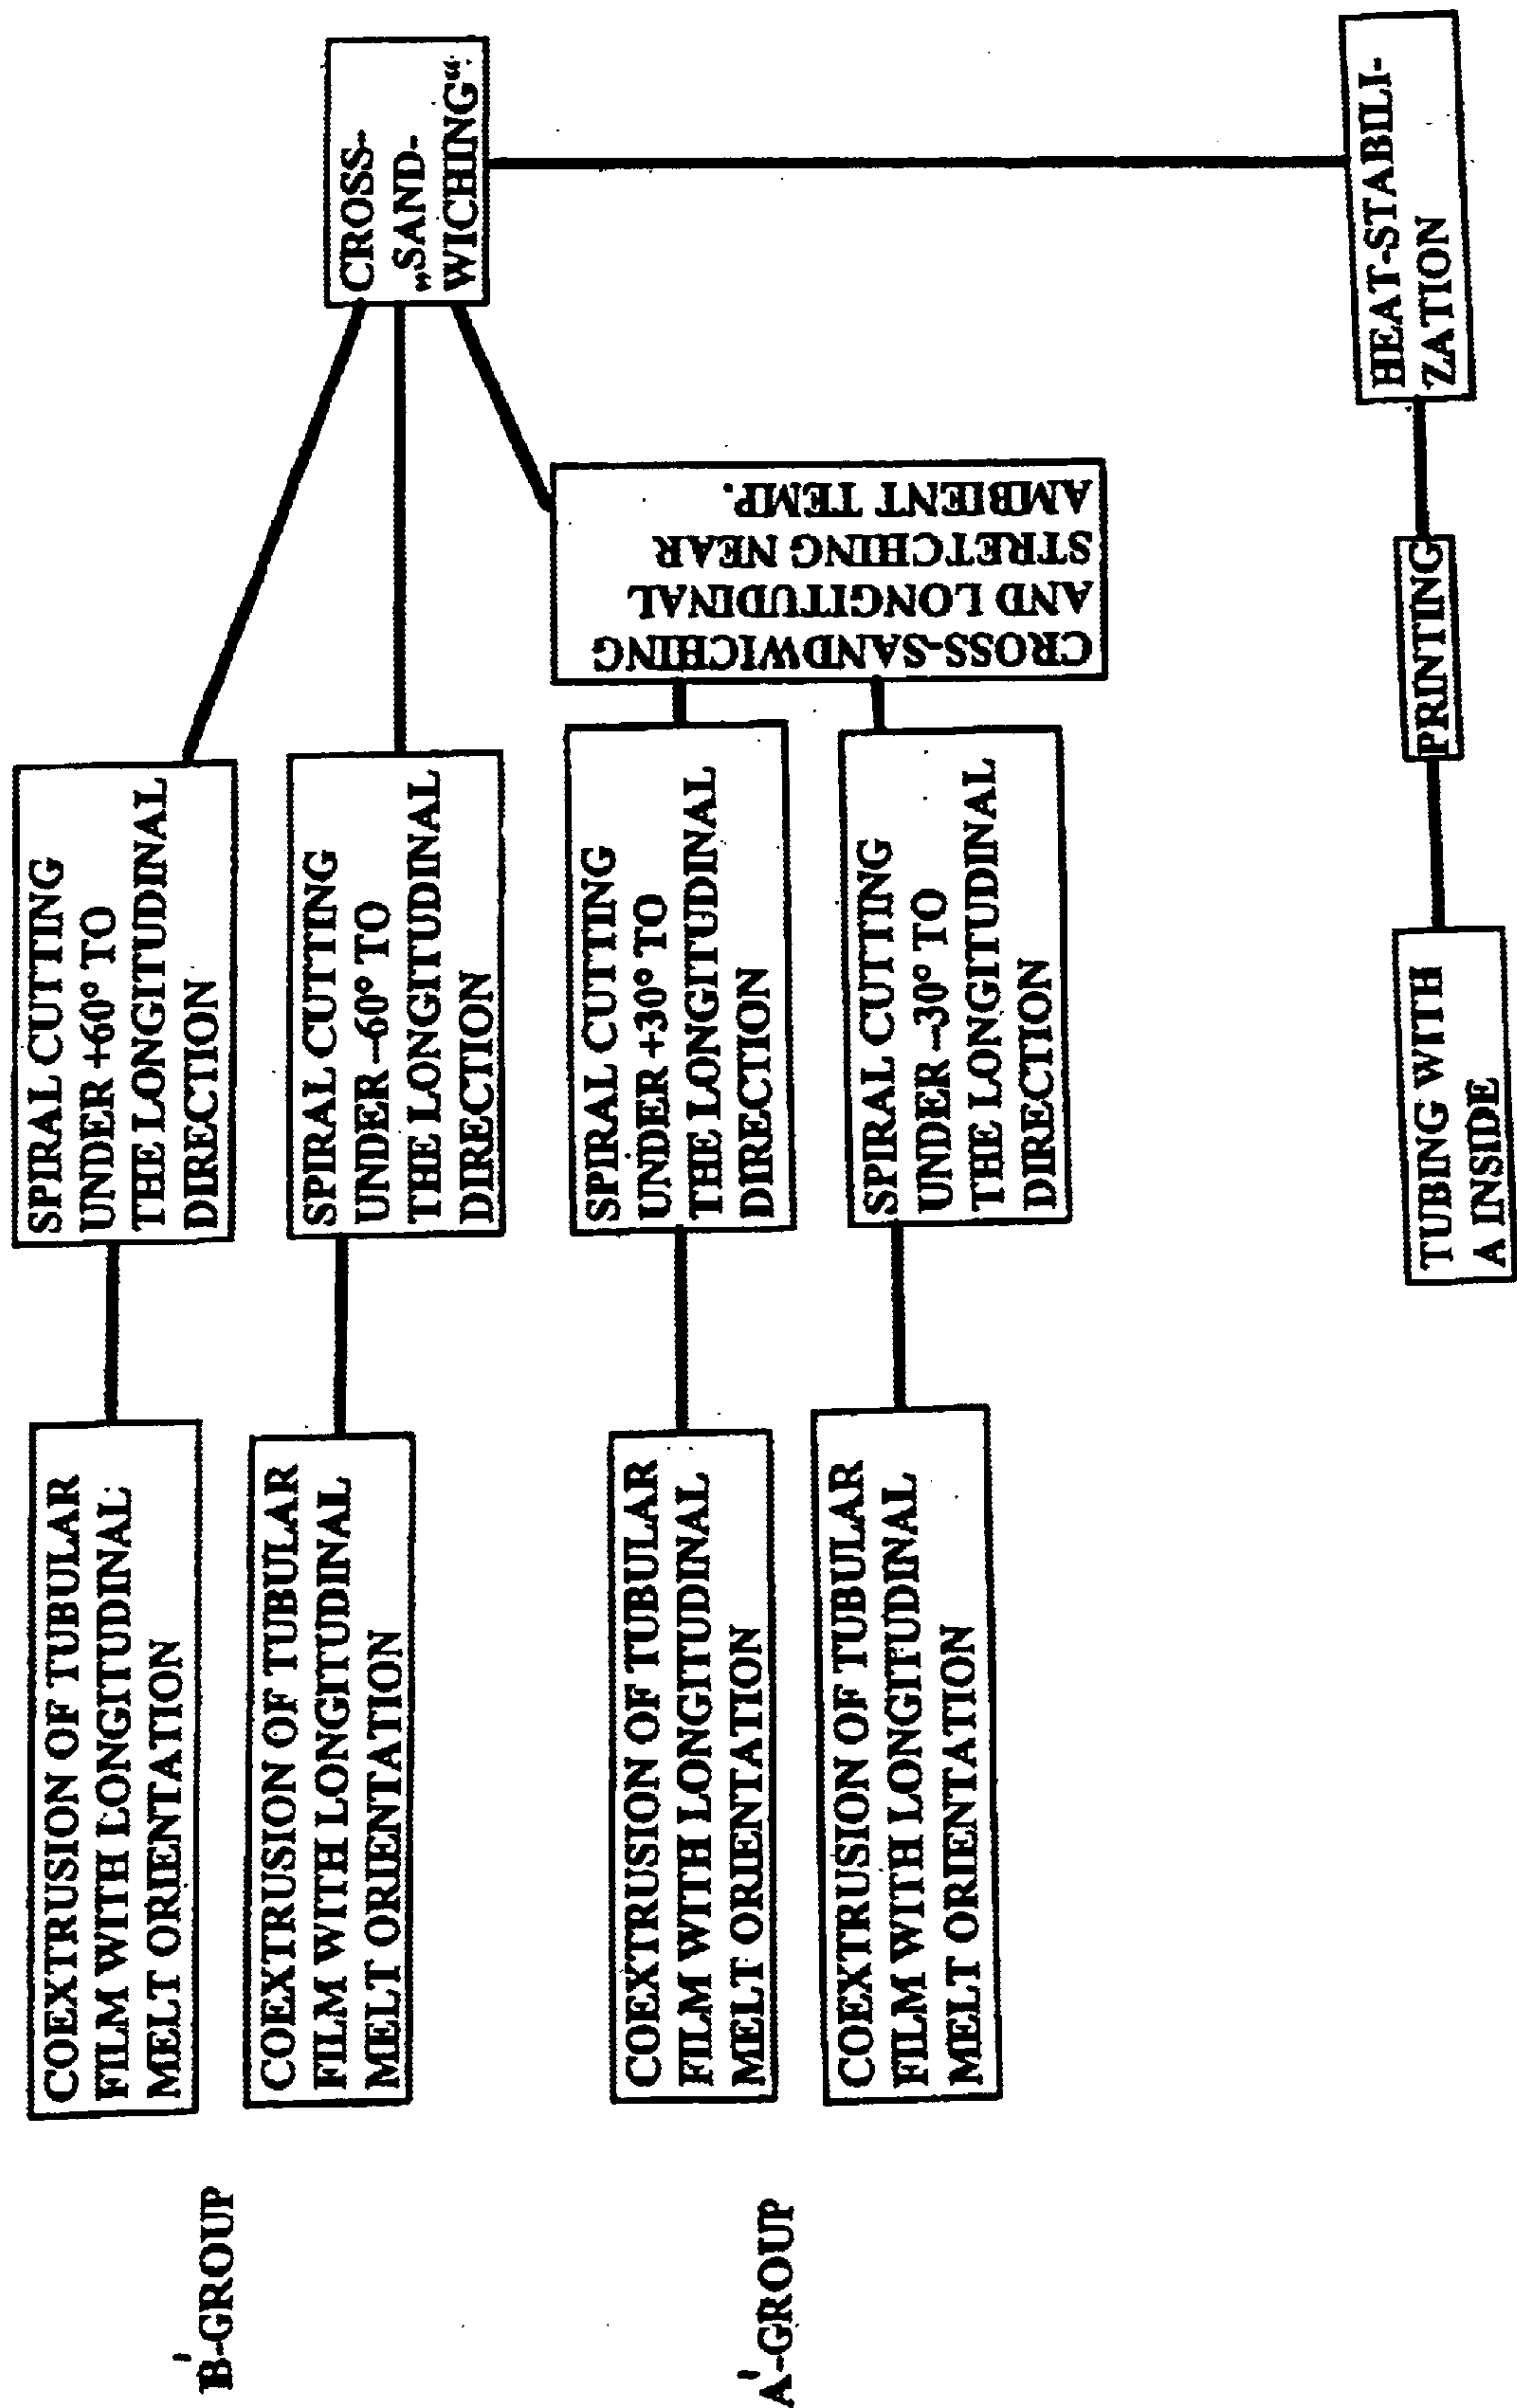 B'-GROUP
COEXTRUSION OF TUBULAR
FILM WITH LONGITUDINAL
MELT ORIENTATION
SPIRAL CUTTING
UNDER +60° TO
THE LONGITUDINAL
DIRECTION
COEXTRUSION OF TUBULAR
FILM WITH LONGITUDINAL
MELT ORIENTATION
SPIRAL CUTTING
UNDER –60° TO
THE LONGITUDINAL
DIRECTION
CROSS-
„SAND-
WICHING“
A'-GROUP
COEXTRUSION OF TUBULAR
FILM WITH LONGITUDINAL
MELT ORIENTATION
SPIRAL CUTTING
UNDER +30° TO
THE LONGITUDINAL
DIRECTION
COEXTRUSION OF TUBULAR
FILM WITH LONGITUDINAL
MELT ORIENTATION
SPIRAL CUTTING
UNDER –30° TO
THE LONGITUDINAL
DIRECTION
CROSS-SANDWICHING
AND LONGITUDINAL
STRETCHING NEAR
AMBIENT TEMP.
HEAT-STABILI-
ZATION
PRINTING
TUBING WITH
A INSIDE